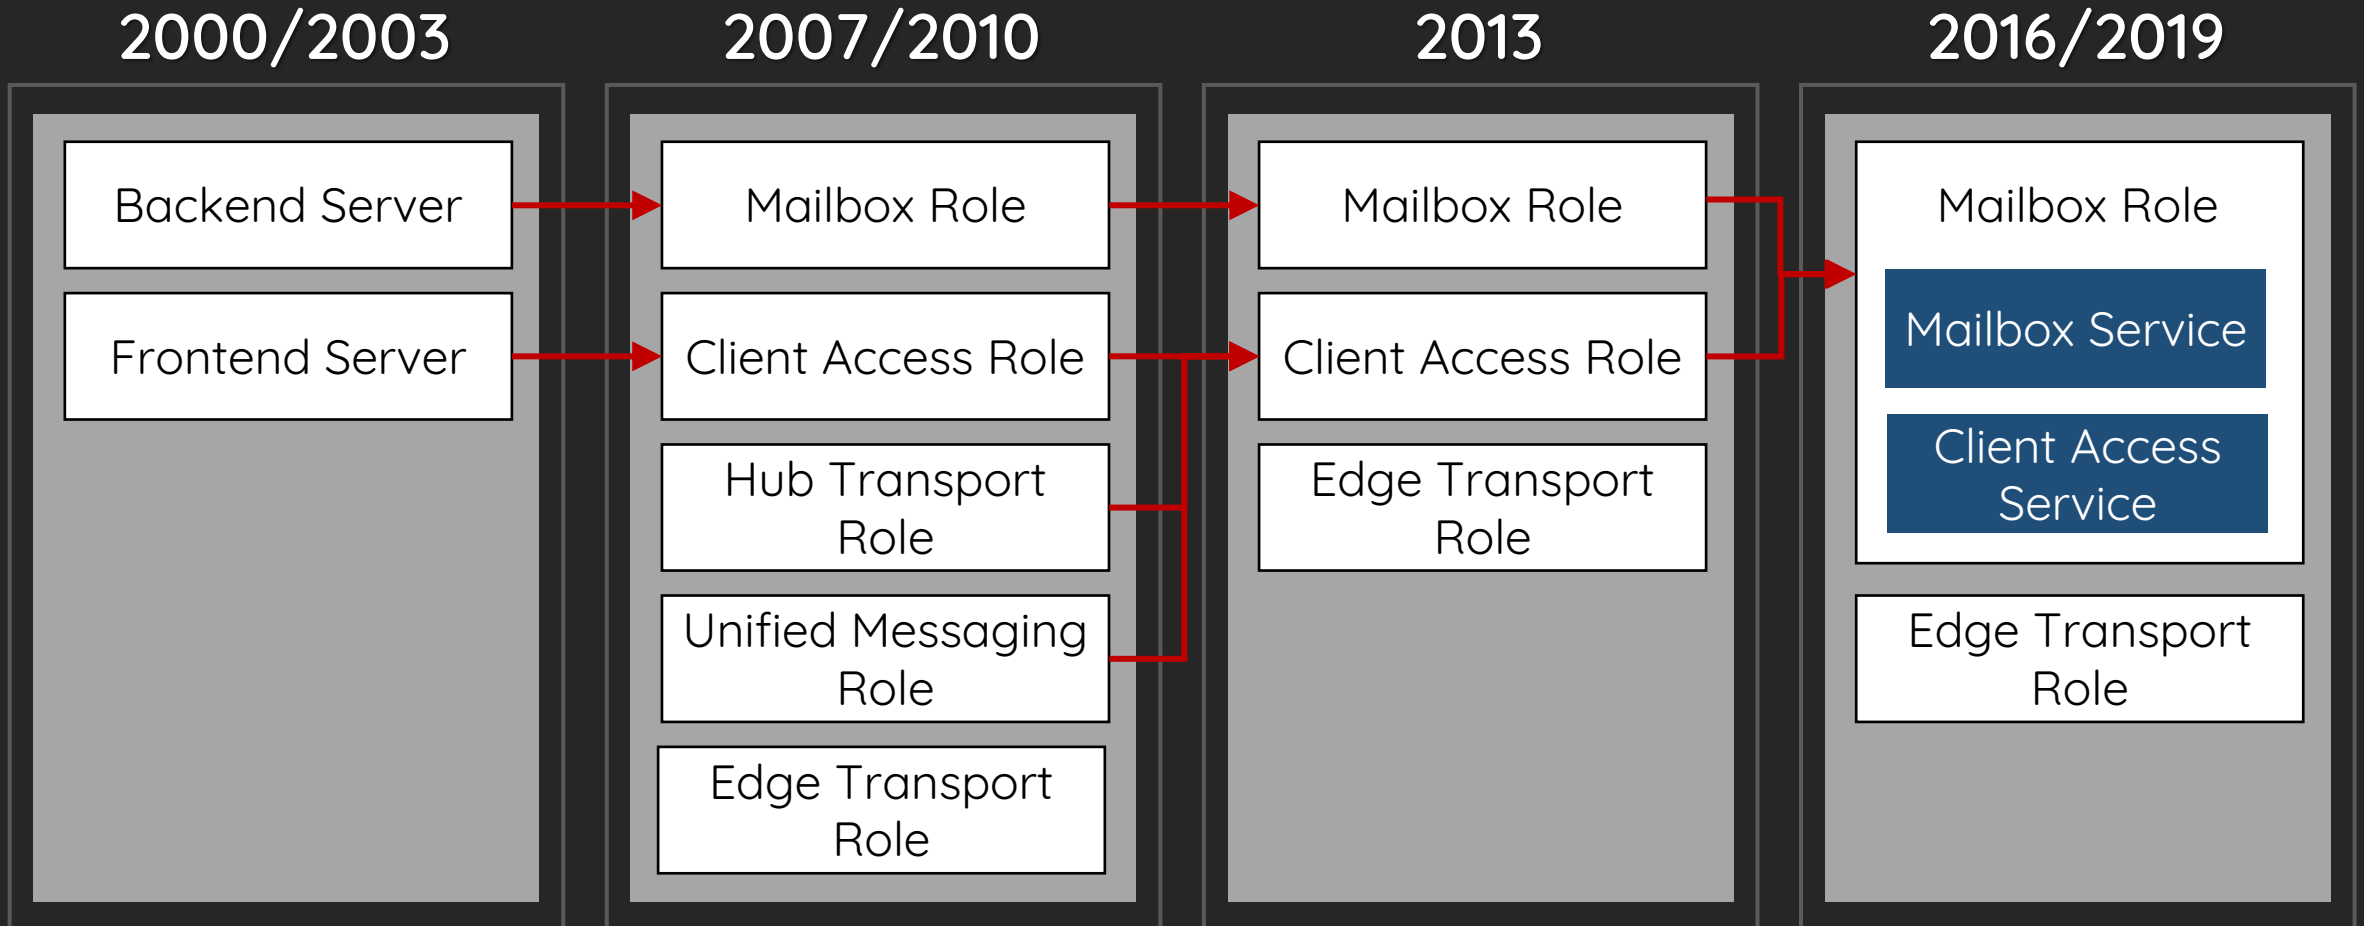 2000/2003
Backend Server
Frontend Server
2007/2010
Mailbox Role
Client Access Role
Hub Transport
Role
Unified Messaging
Role
Edge Transport
Role
2013
Mailbox Role
Client Access Role
Edge Transport
Role
2016/2019
Mailbox Role
Mailbox Service
Client Access
Service
Edge Transport
Role